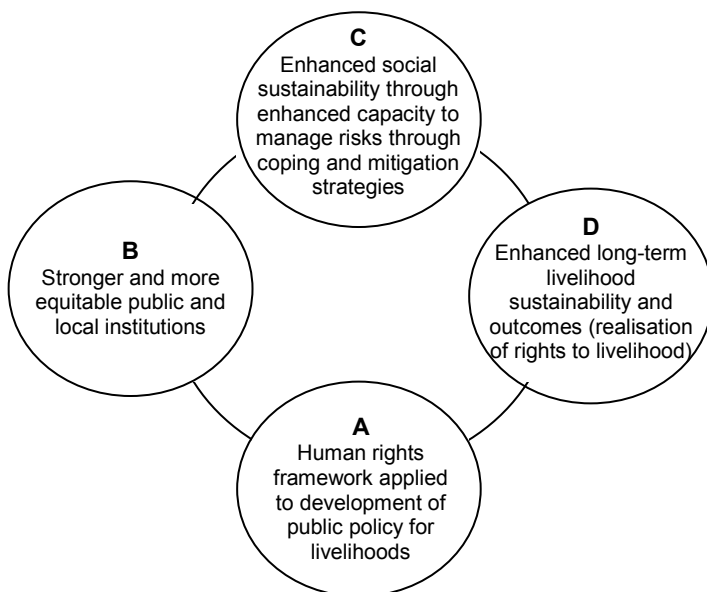 C
Enhanced social
sustainability through
enhanced capacity to
manage risks through
coping and mitigation
strategies
B
Stronger and more
equitable public and
local institutions
D
Enhanced long-term
livelihood
sustainability and
outcomes (realisation
of rights to livelihood)
A
Human rights
framework applied
to development of
public policy for
livelihoods